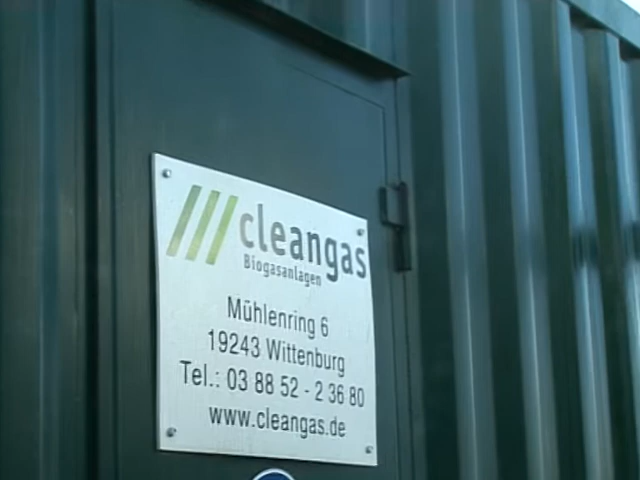 cleangas
Biogasanlagen
Mühlenring 6
19243 Wittenburg
Tel.: 03 88 52 - 2 36 80
www.cleangas.de